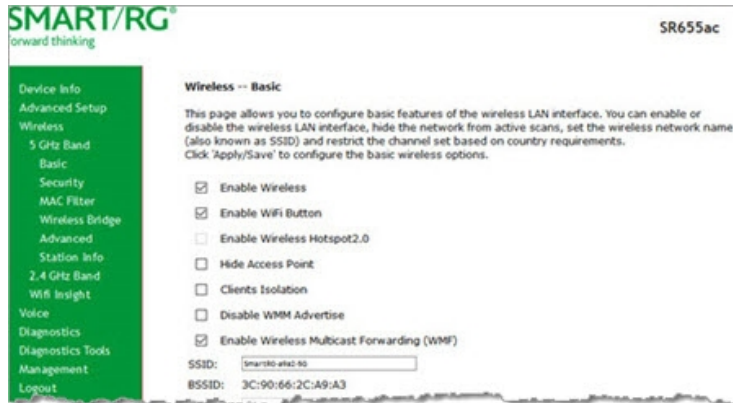 SMART/RG®
orward thinking
SR655ac
Device Info
Advanced Setup
Wireless
5 GHz Band
Basic
Security
MAC Filter
Wireless Bridge
Advanced
Station Info
2.4 GHz Band
Wifi Insight
Voice
Diagnostics
Diagnostics Tools
Management
Logout
Wireless -- Basic
This page allows you to configure basic features of the wireless LAN interface. You can enable or
disable the wireless LAN interface, hide the network from active scans, set the wireless network name
(also known as SSID) and restrict the channel set based on country requirements.
Click 'Apply/Save' to configure the basic wireless options.
Enable Wireless
Enable WiFi Button
Enable Wireless Hotspot2.0
Hide Access Point
Clients Isolation
Disable WMM Advertise
Enable Wireless Multicast Forwarding (WMF)
SSID:
BSSID: 3C:90:66:2C:A9:A3